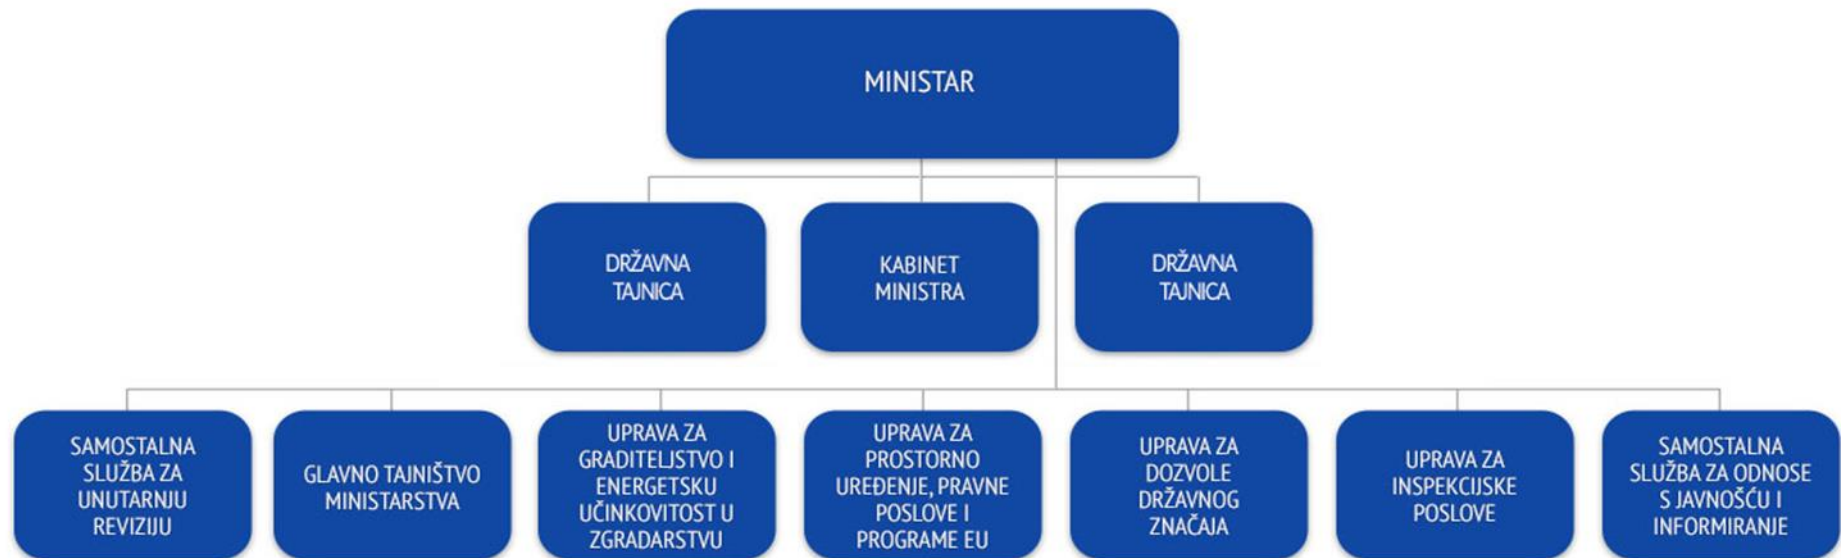 MINISTAR
DRŽAVNA
TAJNICA
KABINET
MINISTRA
DRŽAVNA
TAJNICA
SAMOSTALNA
SLUŽBA ZA
UNUTARNJU
REVIZIJU
GLAVNO TAJNIŠTVO
MINISTARSTVA
UPRAVA ZA
GRADITELJSTVO I
ENERGETSKU
UČINKOVITOST U
ZGRADARSTVU
UPRAVA ZA
PROSTORNO
UREĐENJE, PRAVNE
POSLOVE I
PROGRAME EU
UPRAVA ZA
DOZVOLE
DRŽAVNOG
ZNAČAJA
UPRAVA ZA
INSPEKCIJSKE
POSLOVE
SAMOSTALNA
SLUŽBA ZA ODNOSE
S JAVNOŠĆU I
INFORMIRANJE